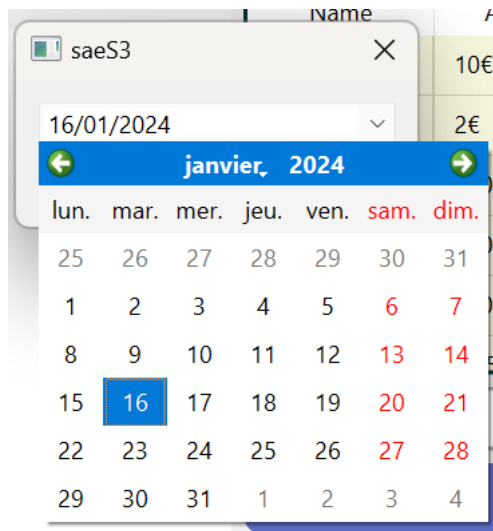 Name
saeS3
10€
16/01/2024
2€
janvier 2024
lun. mar. mer. jeu. ven. sam. dim.
25 26 27 28 29 30 31
1 2 3 4 5 6 7
8 9 10 11 12 13 14
15 16 17 18 19 20 21
22 23 24 25 26 27 28
29 30 31 1 2 3 4